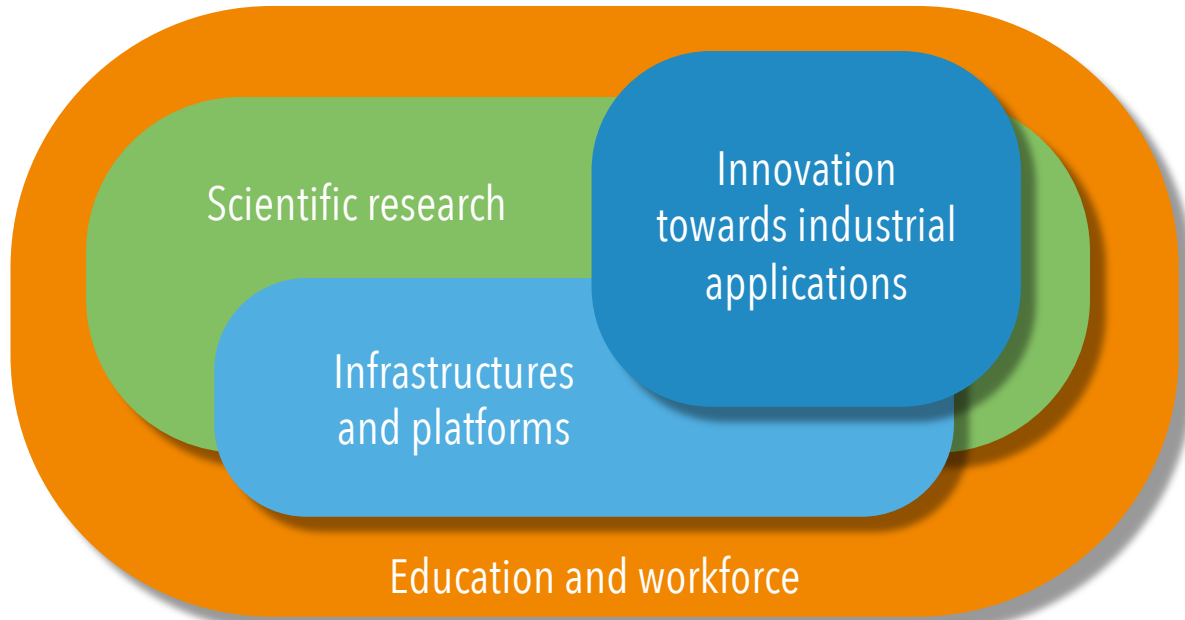 Scientific research
Innovation
towards industrial
applications
Infrastructures
and platforms
Education and workforce